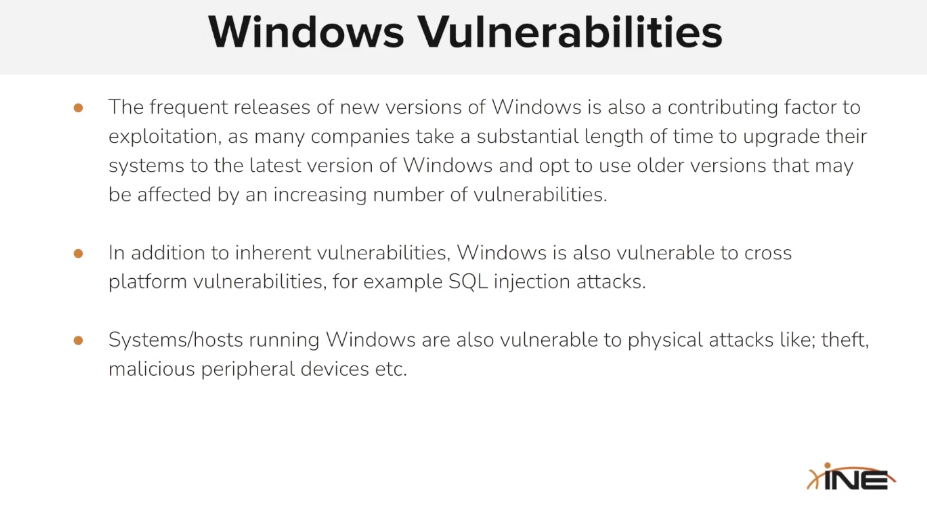 Windows Vulnerabilities
● The frequent releases of new versions of Windows is also a contributing factor to
exploitation, as many companies take a substantial length of time to upgrade their
systems to the latest version of Windows and opt to use older versions that may
be affected by an increasing number of vulnerabilities.
● In addition to inherent vulnerabilities, Windows is also vulnerable to cross
platform vulnerabilities, for example SQL injection attacks.
● Systems/hosts running Windows are also vulnerable to physical attacks like; theft,
malicious peripheral devices etc.
iNE